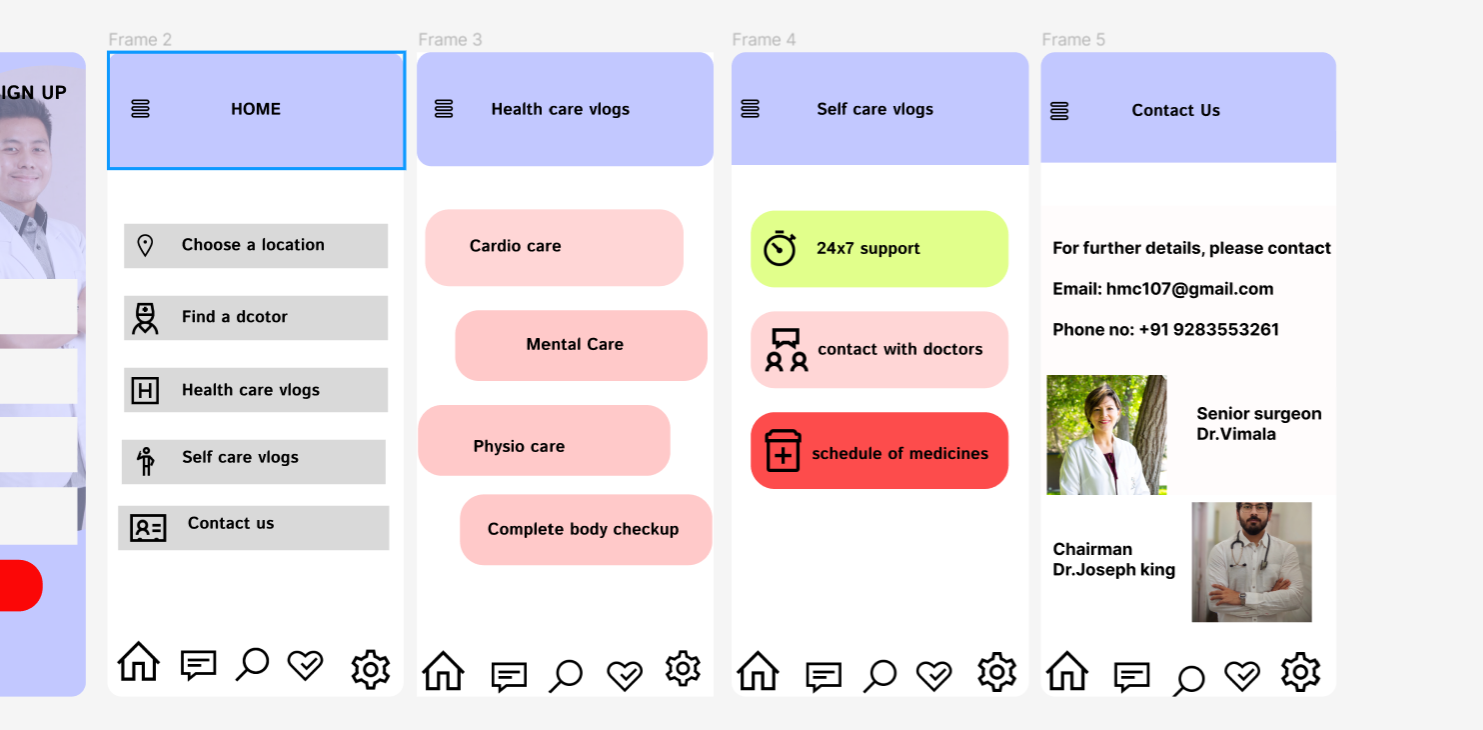 Frame 2
Frame 3
Frame 4
Frame 5
IGN UP
HOME
Choose a location
Find a dcotor
Health care vlogs
Self care vlogs
Contact us
Health care vlogs
Cardio care
Mental Care
Physio care
Complete body checkup
Self care vlogs
24x7 support
contact with doctors
schedule of medicines
Contact Us
For further details, please contact
Email: hmc107@gmail.com
Phone no: +91 9283553261
Senior surgeon
Dr.Vimala
Chairman
Dr.Joseph king